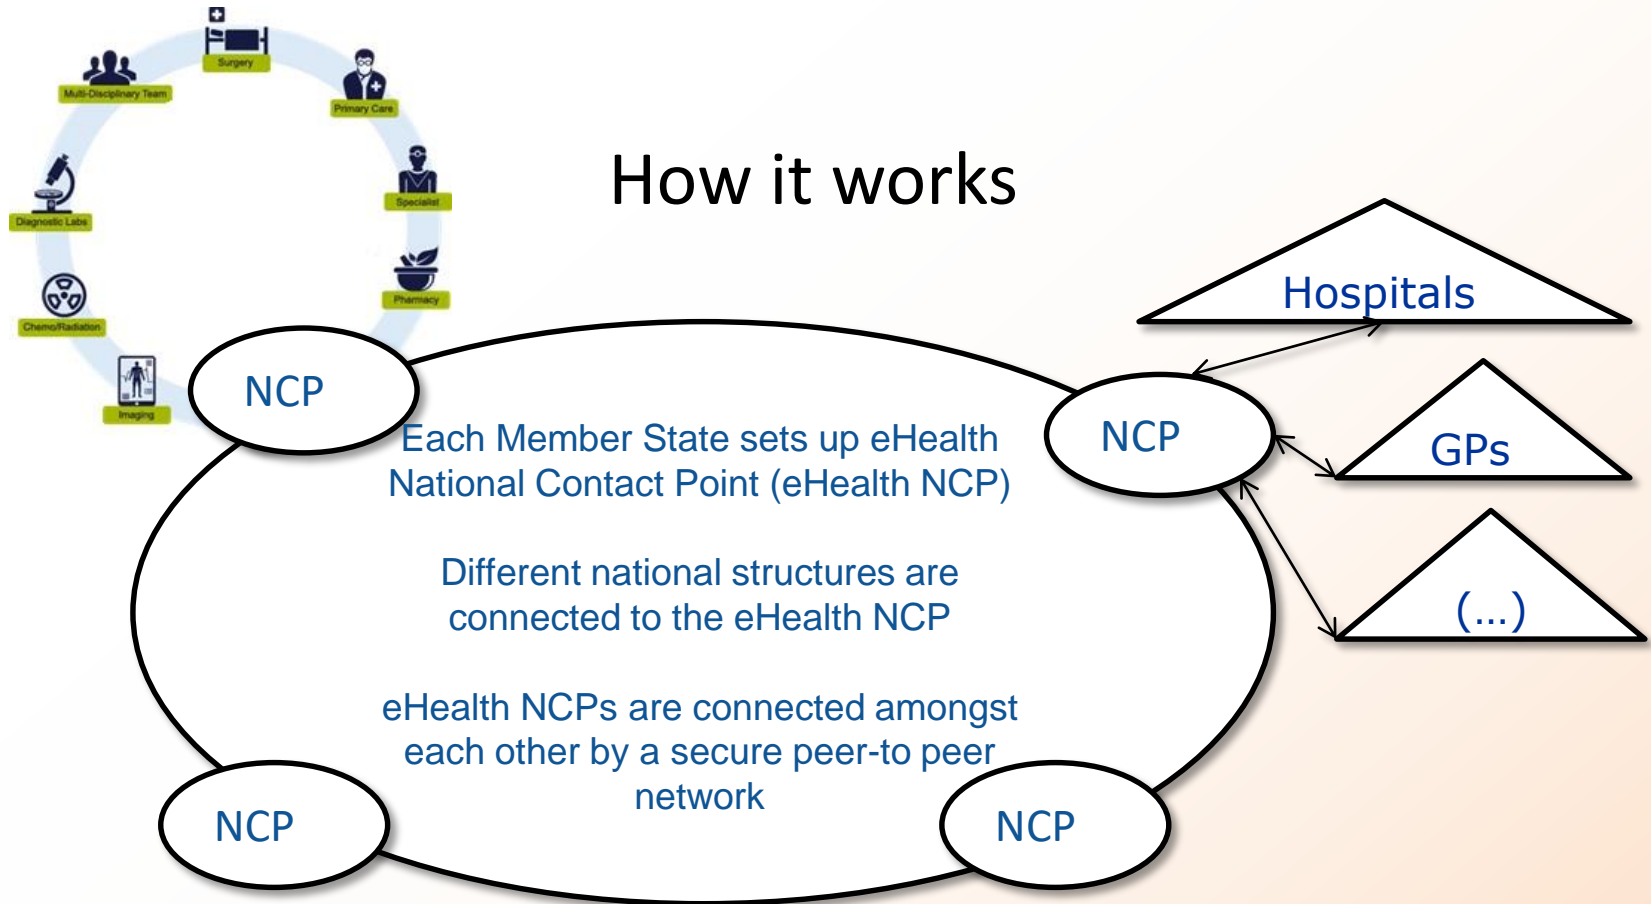 Surgery
Multi-Disciplinary Team
Primary Care
Specialist
Diagnostic Labs
Pharmacy
Chemo/Radiation
Imaging
How it works
Hospitals
NCP
NCP
GPs
Each Member State sets up eHealth
National Contact Point (eHealth NCP)
Different national structures are
connected to the eHealth NCP
(…)
eHealth NCPs are connected amongst
each other by a secure peer-to peer
network
NCP
NCP